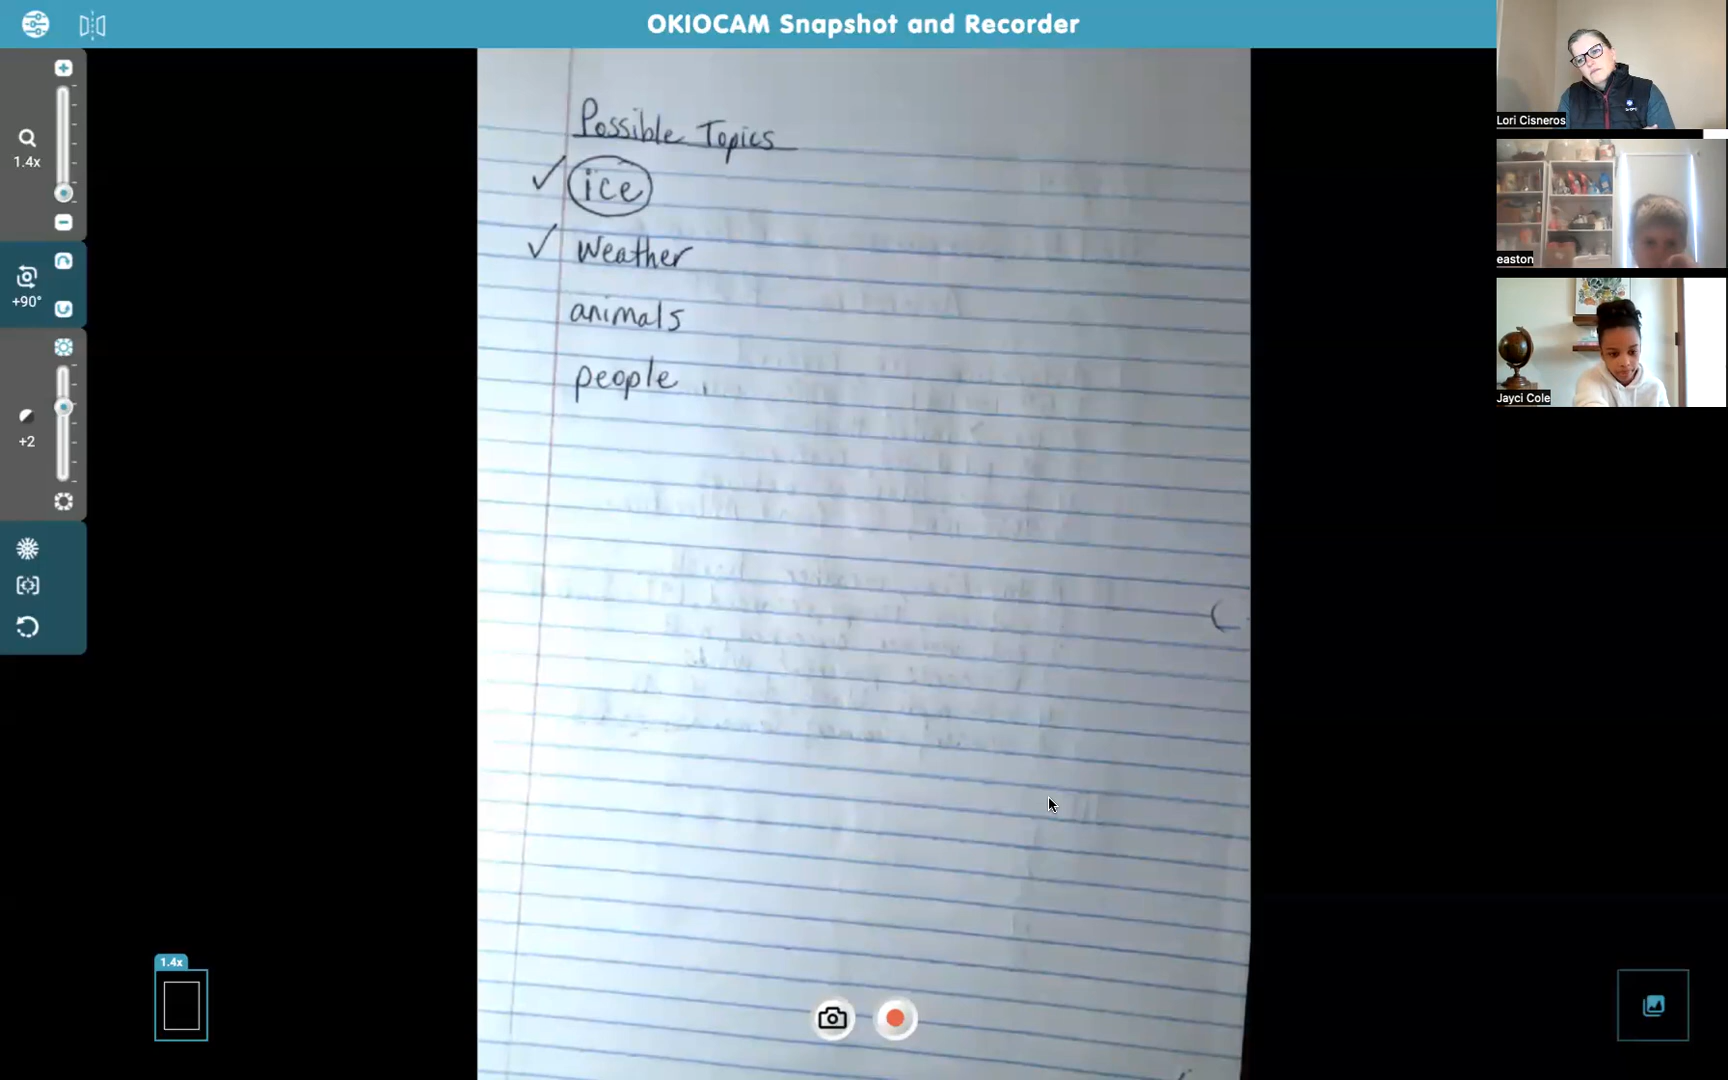 OKIOCAM Snapshot and Recorder
Lori Cisneros
1.4x
easton
+90°
Jayci Cole
+2
Possible Topics
✓ ice
✓ Weather
animals
people
1.4x